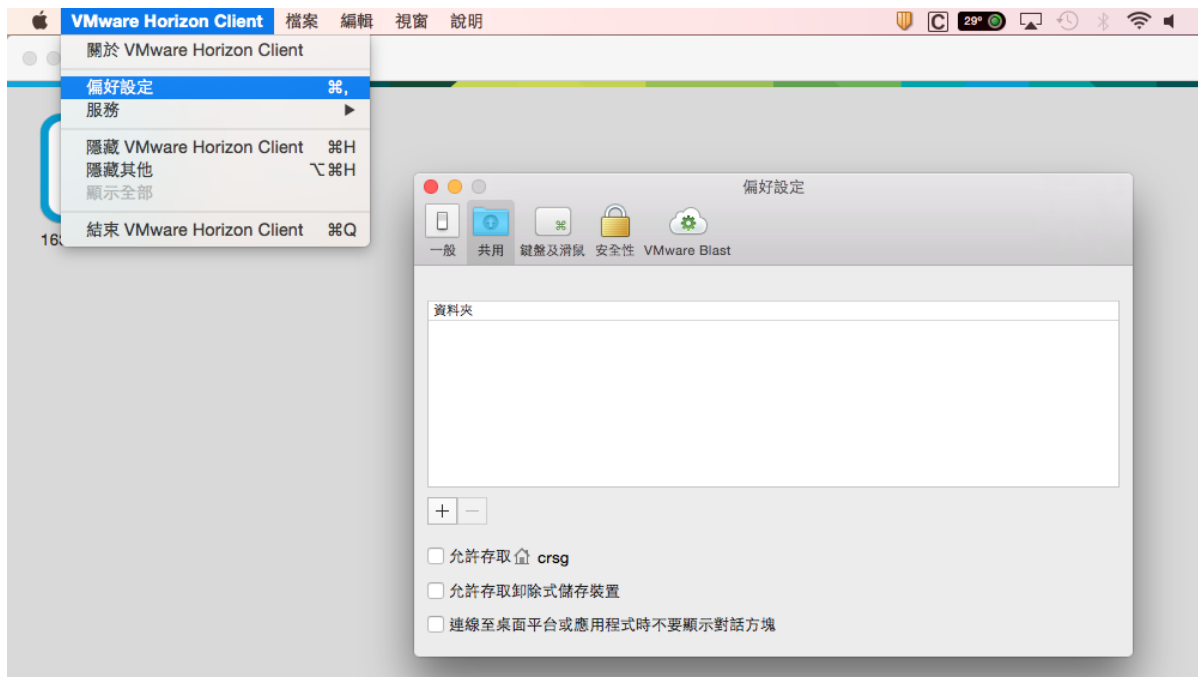 VMware Horizon Client 檔案 編輯 視窗 說明 C 29°
關於 VMware Horizon Client
偏好設定 ⌘,
服務 ▶
隱藏 VMware Horizon Client ⌘H
隱藏其他 ⌥⌘H
顯示全部
結束 VMware Horizon Client ⌘Q
163
偏好設定
一般 共用 鍵盤及滑鼠 安全性 VMware Blast
資料夾
允許存取 crsg
允許存取卸除式儲存裝置
連線至桌面平台或應用程式時不要顯示對話方塊